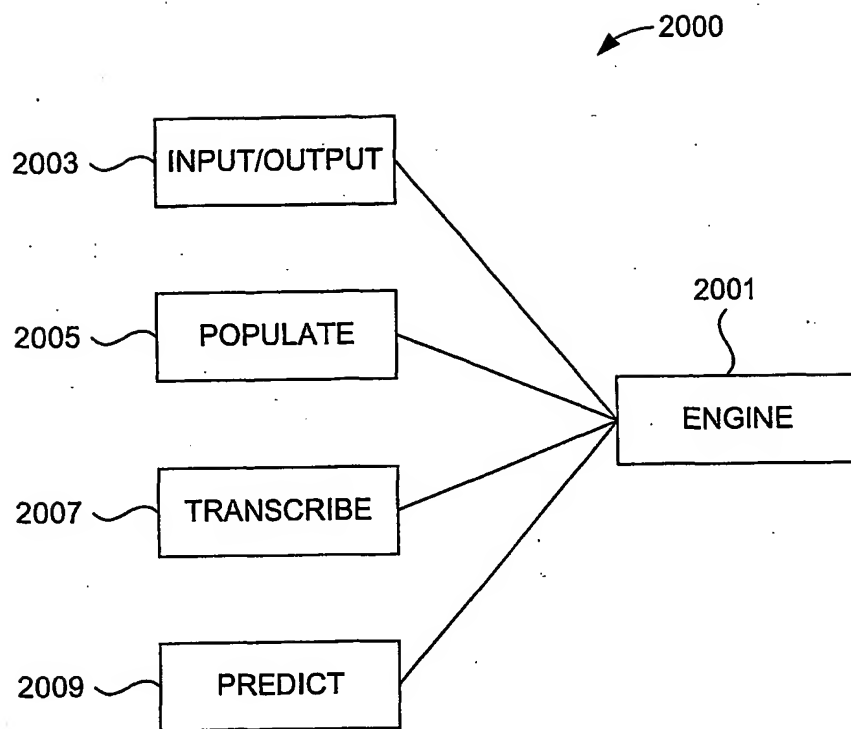 2000
2003
INPUT/OUTPUT
2001
2005
POPULATE
ENGINE
2007
TRANSCRIBE
2009
PREDICT